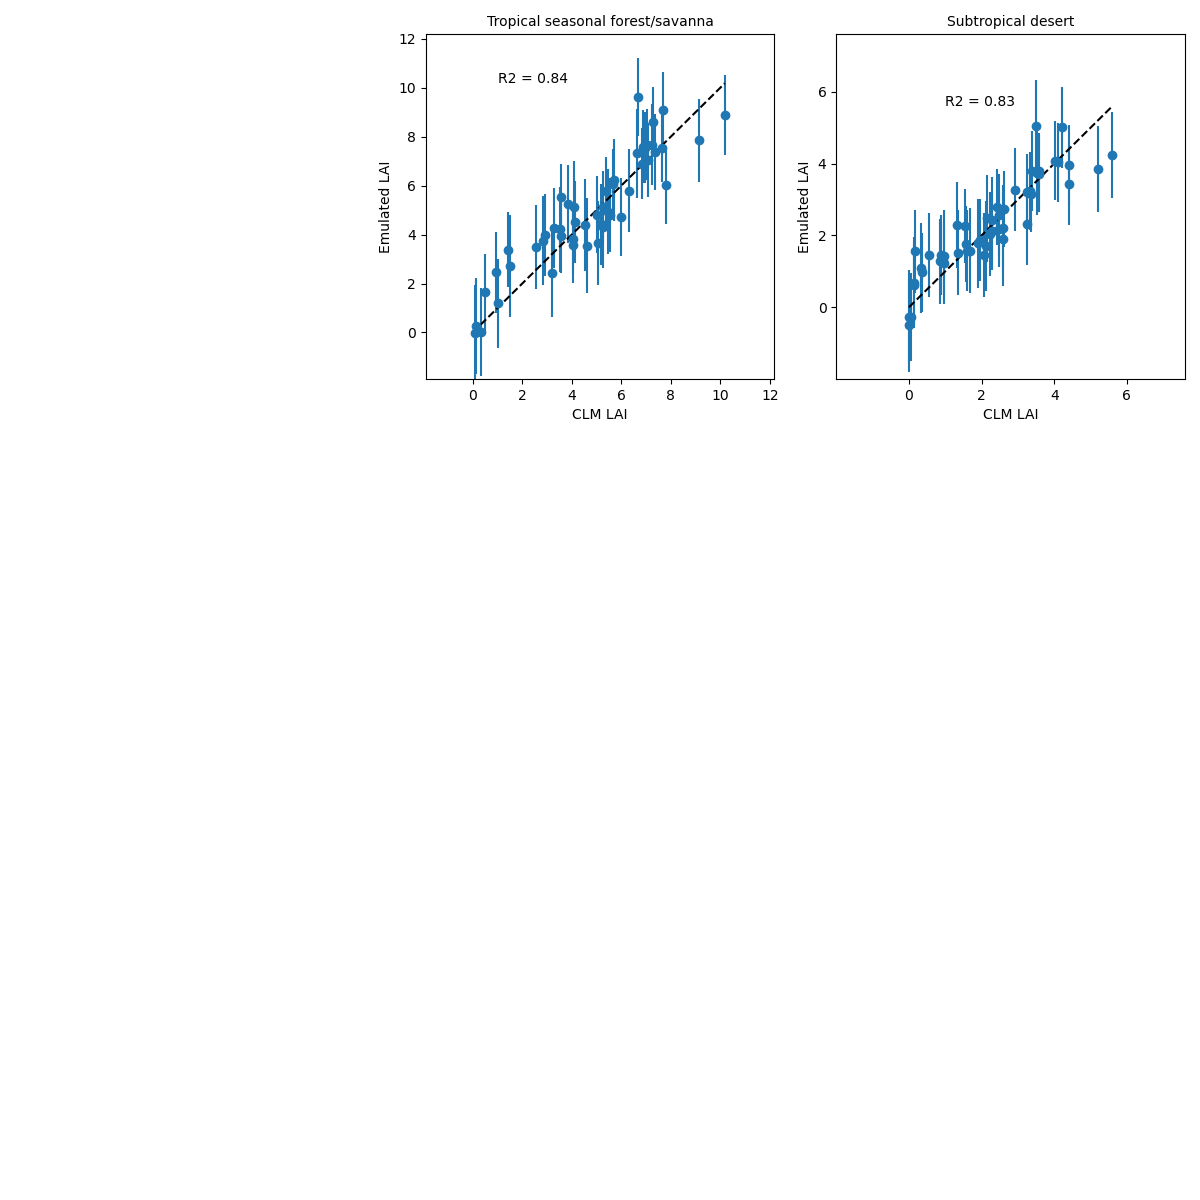 Tropical seasonal forest/savanna
R2 = 0.84
12
10
8
6
4
2
0
Emulated LAI
0 2 4 6 8 10 12
CLM LAI
Subtropical desert
R2 = 0.83
6
4
2
0
Emulated LAI
0 2 4 6
CLM LAI